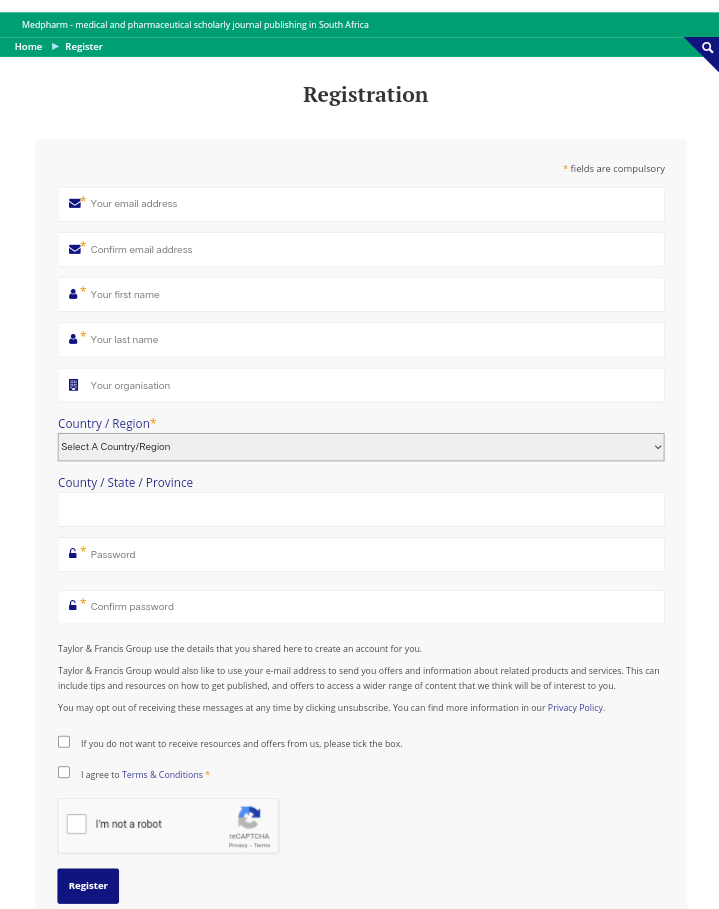 Medpharm - medical and pharmaceutical scholarly journal publishing in South Africa
Home ▶ Register
Registration
* fields are compulsory
* Your email address
* Confirm email address
* Your first name
* Your last name
Your organisation
Country / Region*
Select A Country/Region
County / State / Province
* Password
* Confirm password
Taylor & Francis Group use the details that you shared here to create an account for you.
Taylor & Francis Group would also like to use your e-mail address to send you offers and information about related products and services. This can
include tips and resources on how to get published, and offers to access a wider range of content that we think will be of interest to you.
You may opt out of receiving these messages at any time by clicking unsubscribe. You can find more information in our Privacy Policy.
If you do not want to receive resources and offers from us, please tick the box.
I agree to Terms & Conditions *
I'm not a robot
reCAPTCHA
Privacy - Terms
Register